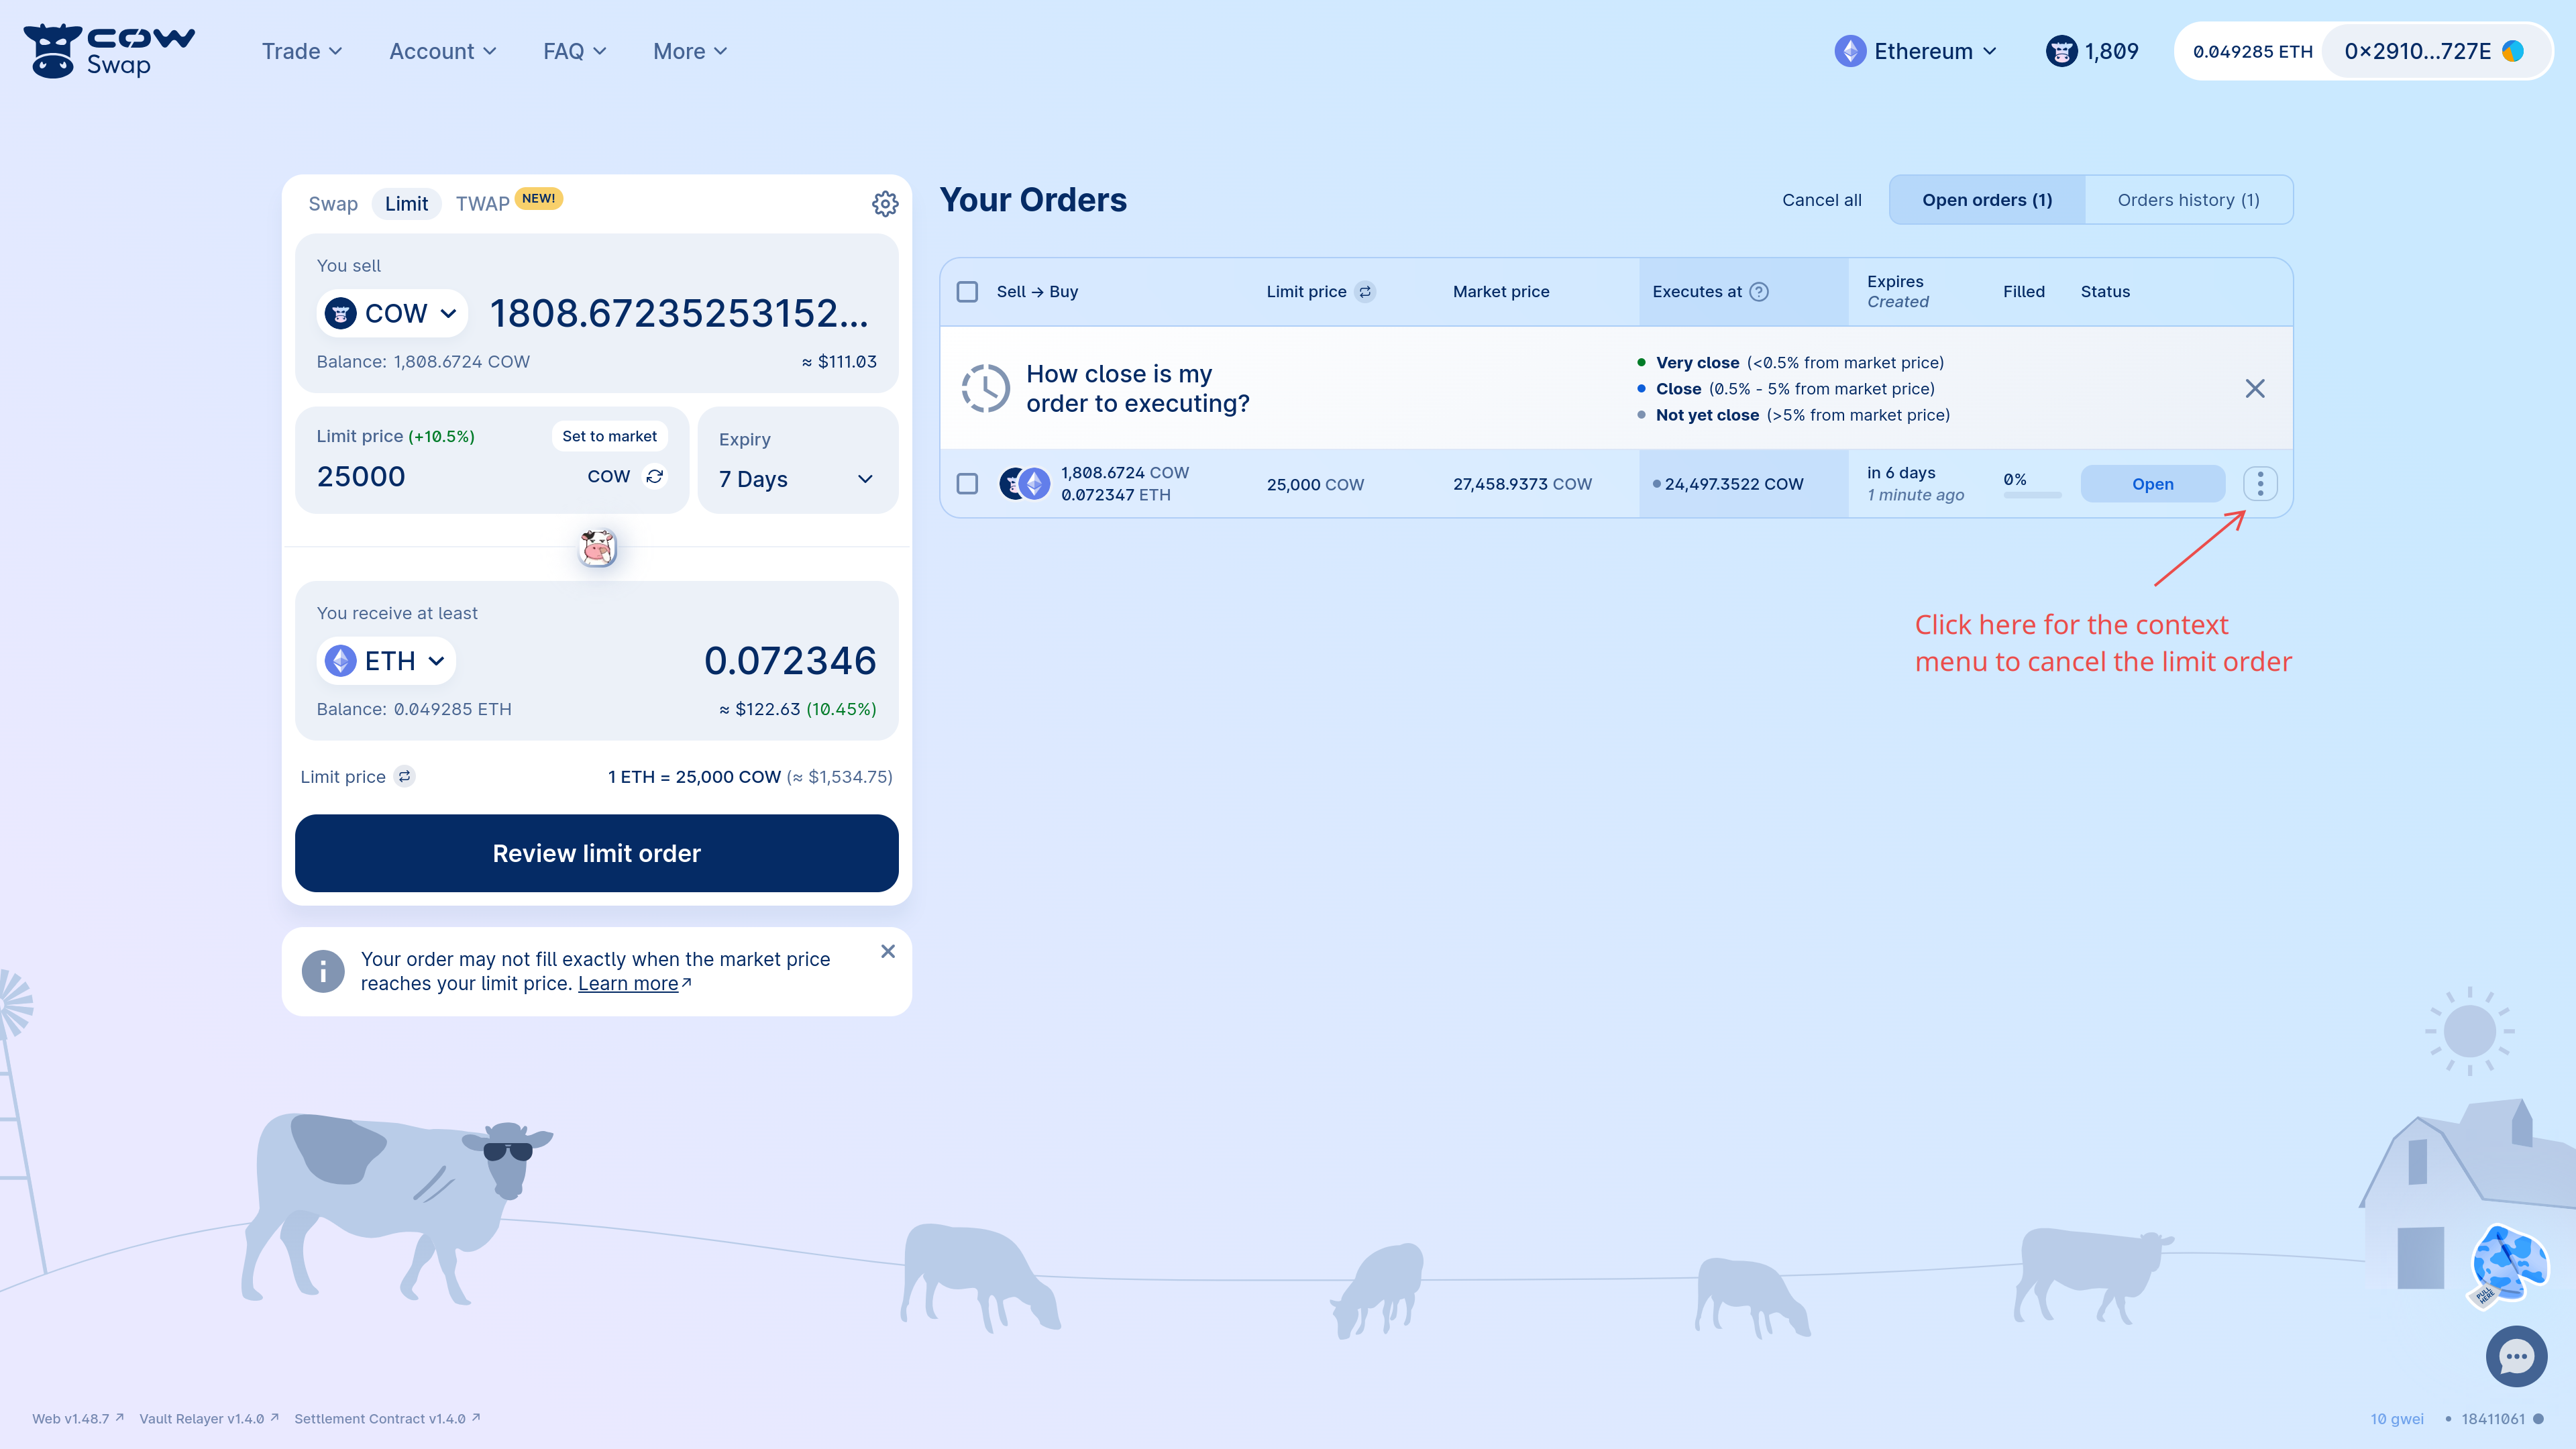 COW
Swap
Trade
Account
FAQ
More
Ethereum
1,809
0.049285 ETH
0×2910...727E
Swap
Limit
TWAP
NEW!
You sell
COW
1808.67235253152...
Balance: 1,808.6724 COW
≈ $111.03
Limit price (+10.5%)
Set to market
25000
COW
Expiry
7 Days
You receive at least
ETH
0.072346
Balance: 0.049285 ETH
≈ $122.63 (10.45%)
Limit price
1 ETH = 25,000 COW (≈ $1,534.75)
Review limit order
Your order may not fill exactly when the market price
reaches your limit price. Learn more↗
Your Orders
Cancel all
Open orders (1)
Orders history (1)
Sell → Buy
Limit price
Market price
Executes at ?
Expires
Created
Filled
Status
How close is my
order to executing?
Very close (<0.5% from market price)
Close (0.5% - 5% from market price)
Not yet close (>5% from market price)
1,808.6724 COW
0.072347 ETH
25,000 COW
27,458.9373 COW
24,497.3522 COW
in 6 days
1 minute ago
0%
Open
Click here for the context
menu to cancel the limit order
PULL
HERE
Web v1.48.7 ↗
Vault Relayer v1.4.0 ↗
Settlement Contract v1.4.0 ↗
10 gwei
• 18411061